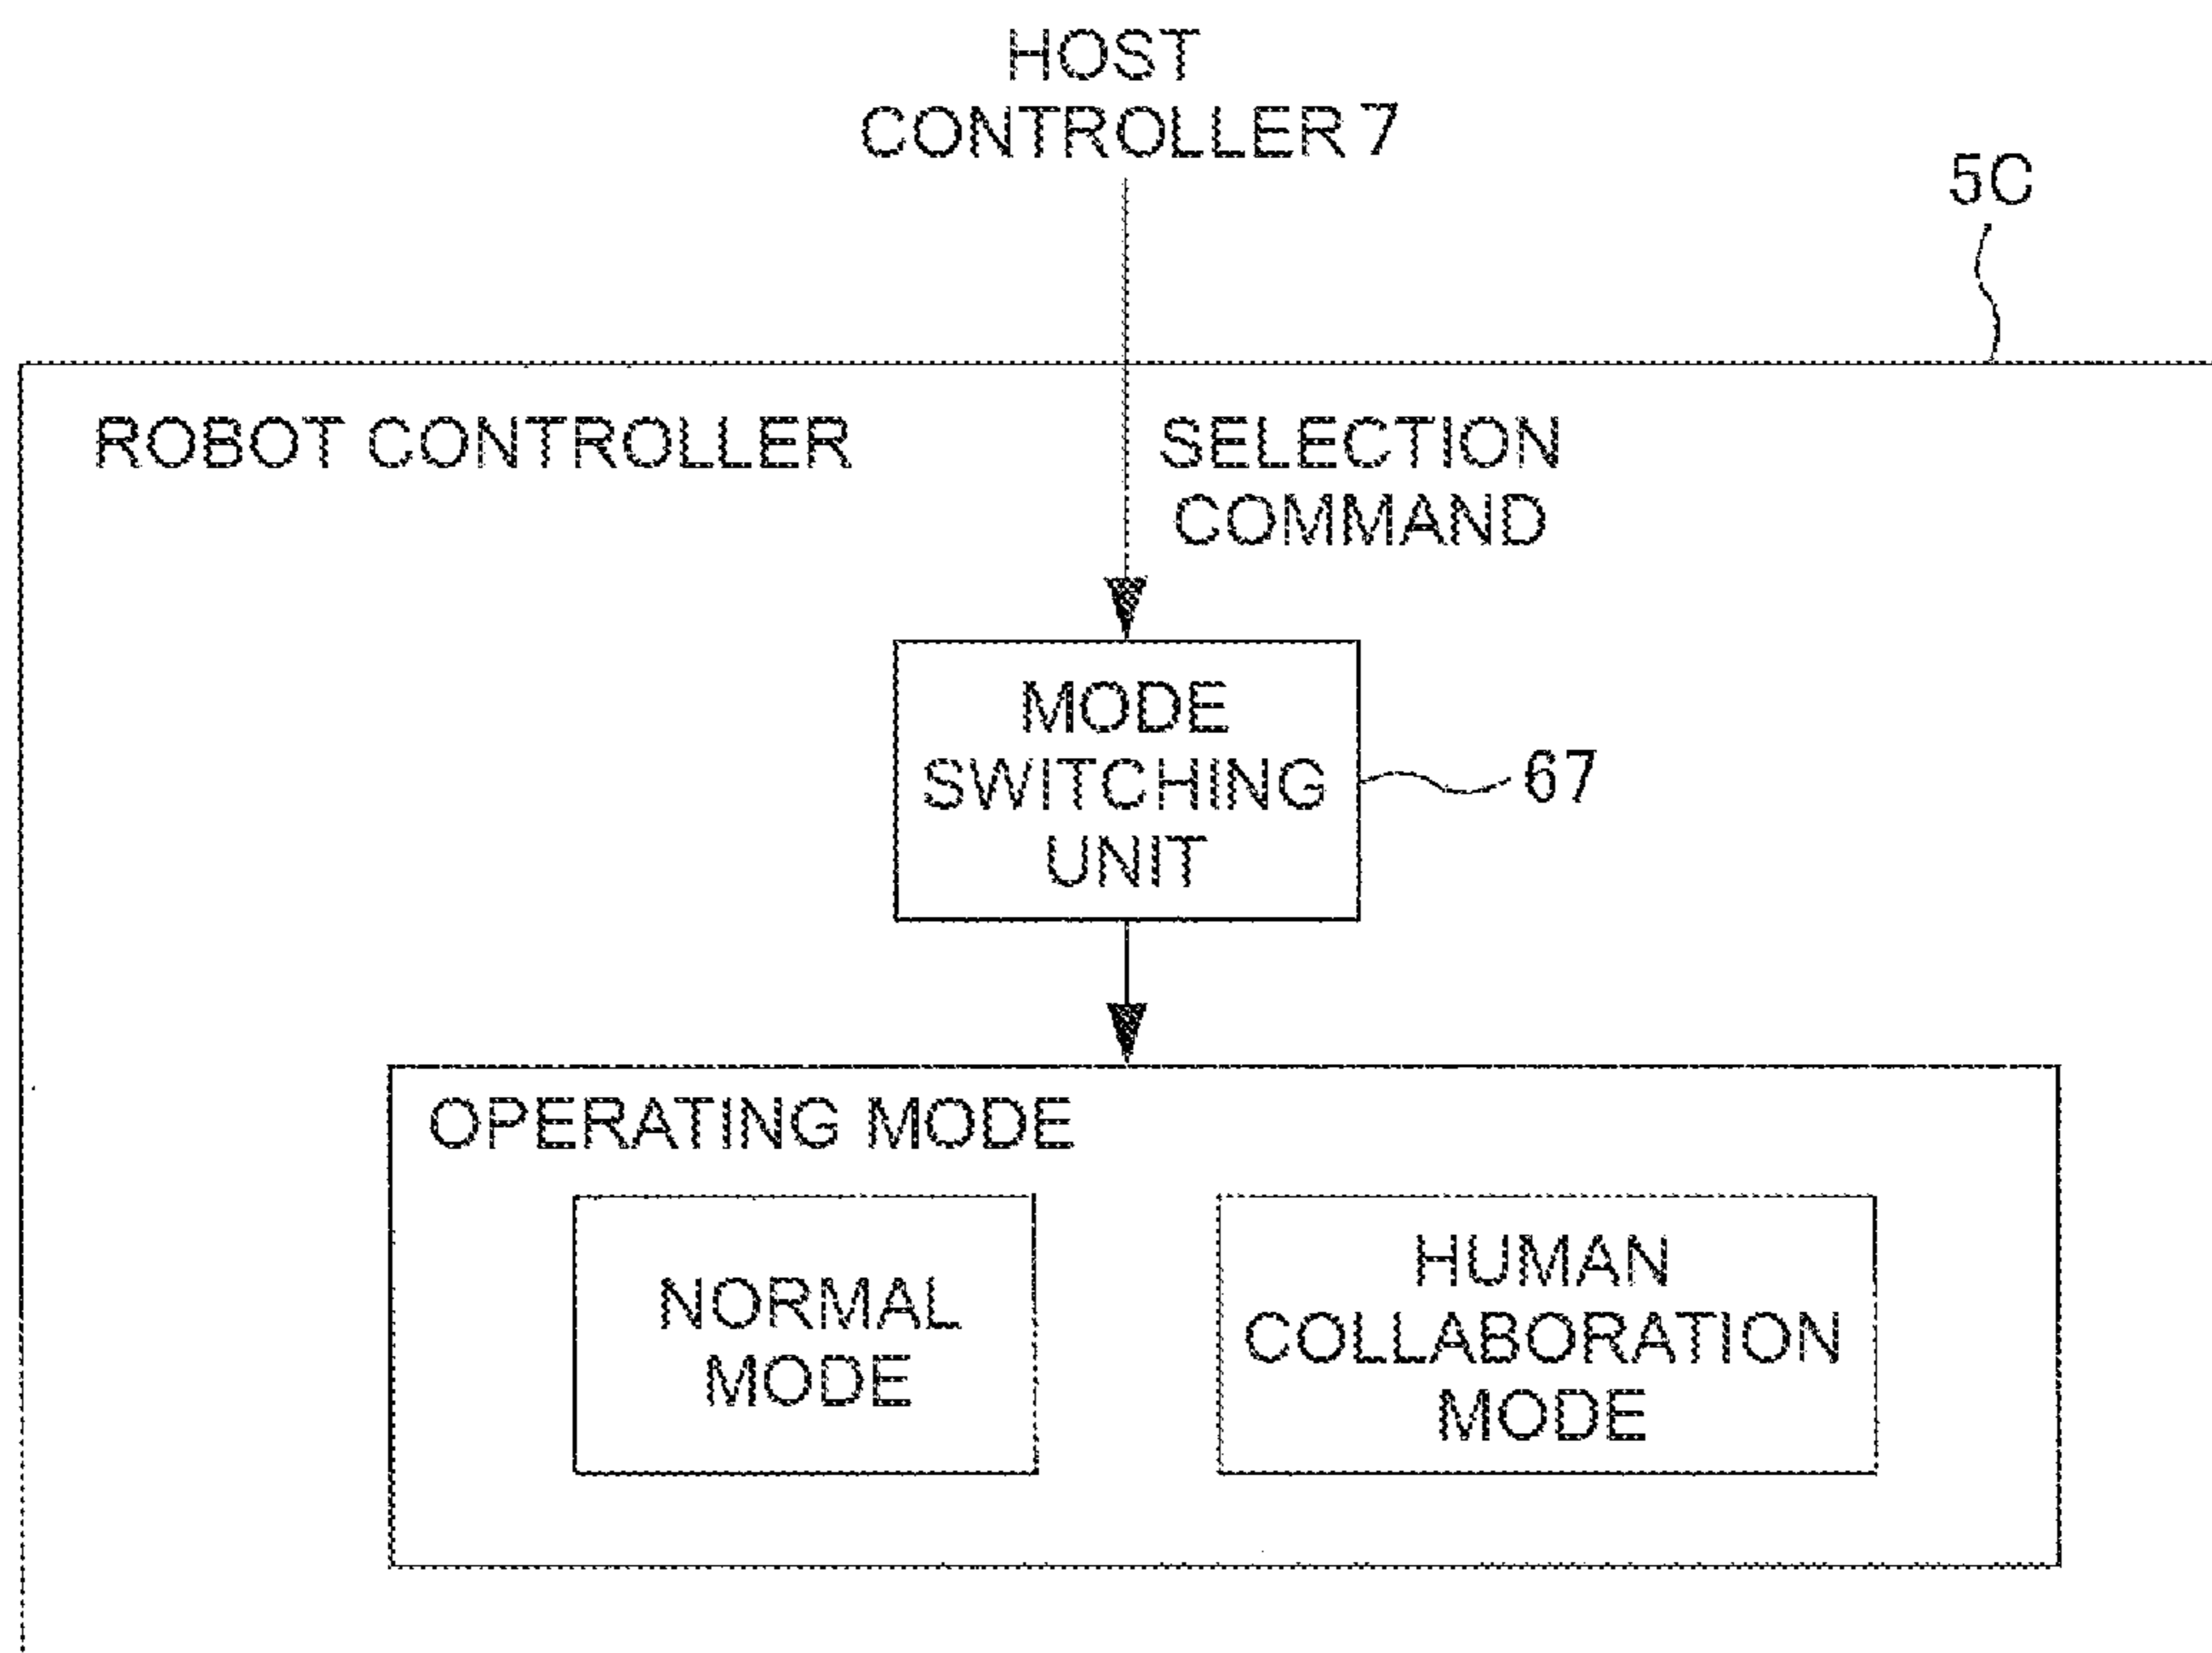 HOST
CONTROLLER 7
5C
ROBOT CONTROLLER
SELECTION
COMMAND
MODE
SWITCHING
UNIT
67
OPERATING MODE
NORMAL
MODE
HUMAN
COLLABORATION
MODE